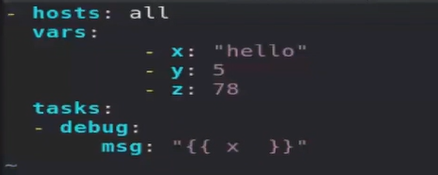 - hosts: all
  vars:
          - x: "hello"
          - y: 5
          - z: 78
  tasks:
  - debug:
       msg: "{{ x  }}"
~